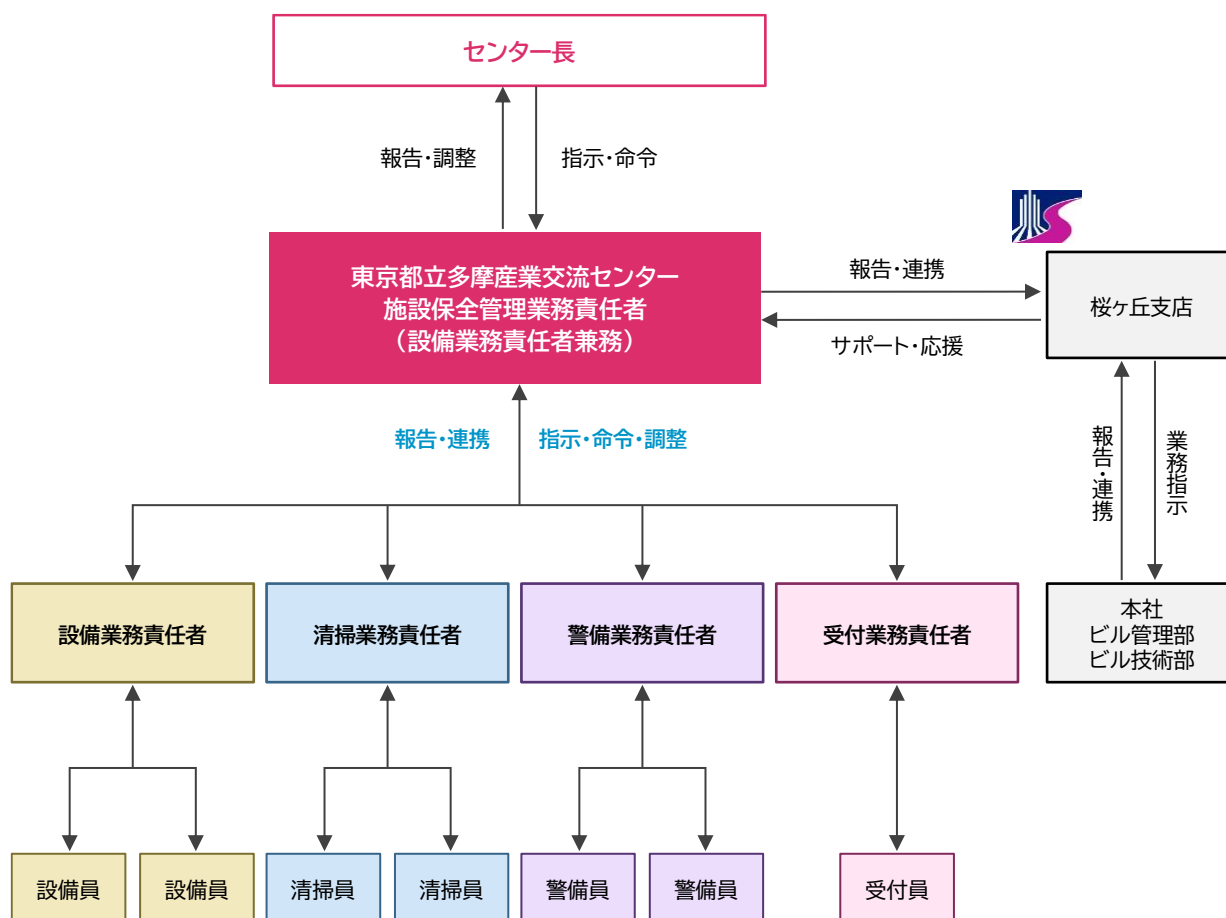 センター長
報告・調整
指示・命令
東京都立多摩産業交流センター
施設保全管理業務責任者
（設備業務責任者兼務）
報告・連携
サポート・応援
桜ヶ丘支店
報告・連携
指示・命令・調整
報告・連携
業務指示
設備業務責任者
清掃業務責任者
警備業務責任者
受付業務責任者
本社
ビル管理部
ビル技術部
設備員
設備員
清掃員
清掃員
警備員
警備員
受付員